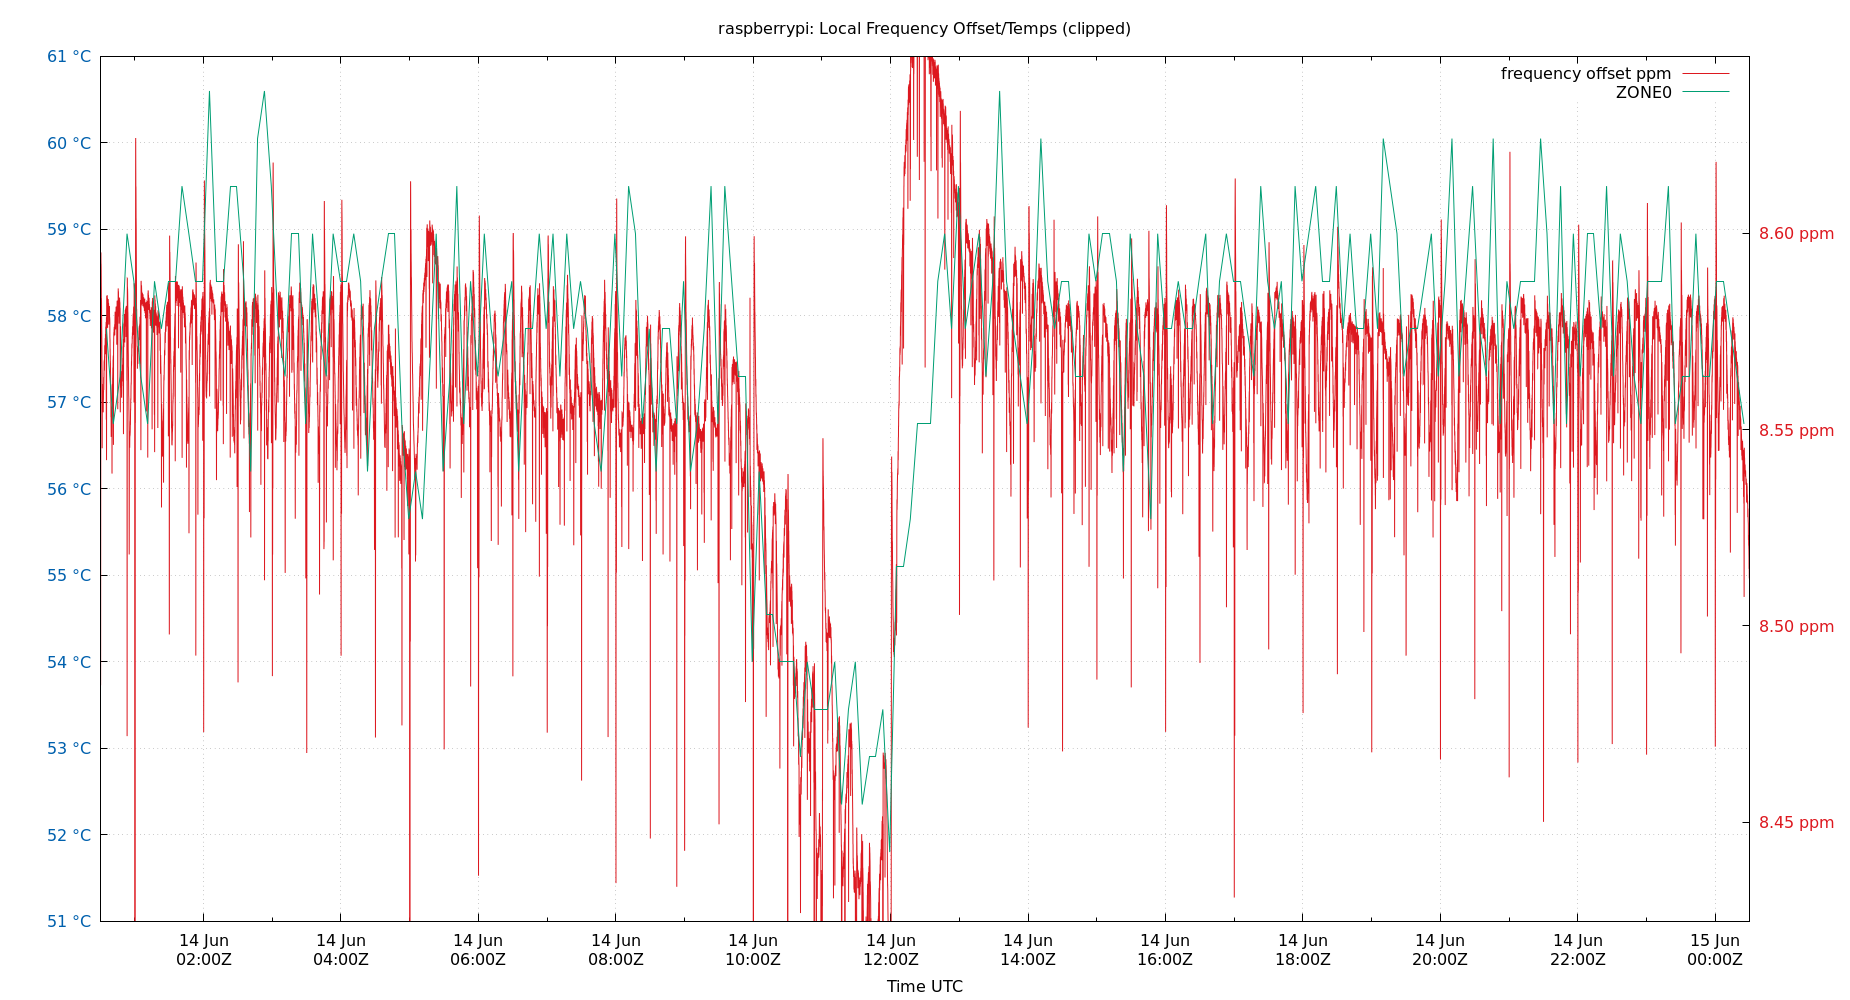 raspberrypi: Local Frequency Offset/Temps (clipped)
frequency offset ppm
ZONE0
61 °C
60 °C
59 °C
58 °C
57 °C
56 °C
55 °C
54 °C
53 °C
52 °C
51 °C
8.60 ppm
8.55 ppm
8.50 ppm
8.45 ppm
14 Jun 14 Jun 14 Jun 14 Jun 14 Jun 14 Jun 14 Jun 14 Jun 14 Jun 14 Jun 14 Jun 15 Jun
02:00Z 04:00Z 06:00Z 08:00Z 10:00Z 12:00Z 14:00Z 16:00Z 18:00Z 20:00Z 22:00Z 00:00Z
Time UTC